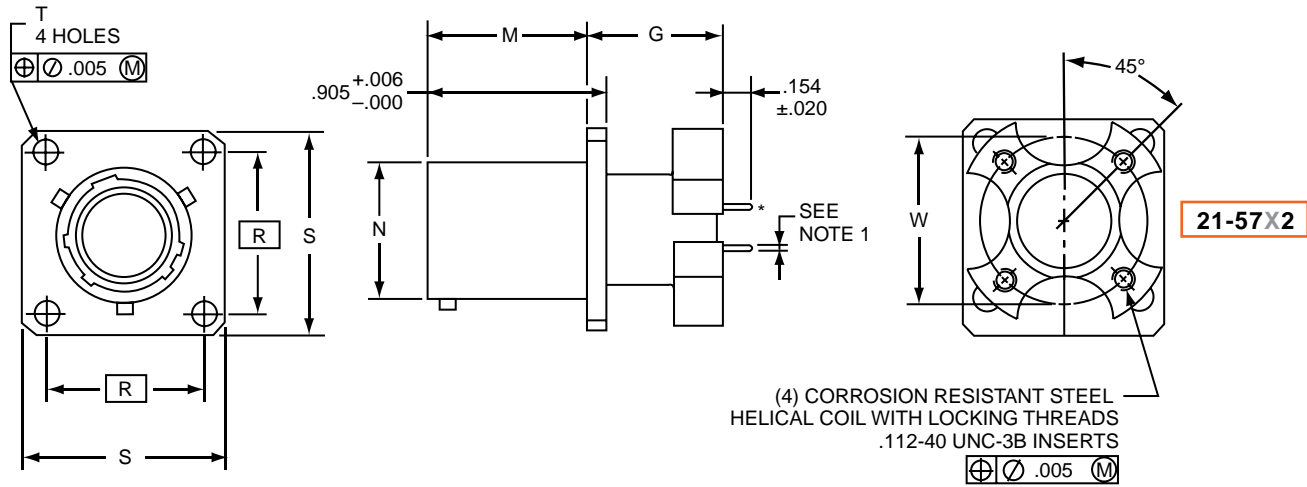 T
4 HOLES
⌖ ⌀ .005 Ⓜ
R
S
R
S
M
G
.905 +.006
–.000
.154
±.020
N
*
SEE
NOTE 1
45°
W
21-57X2
(4) CORROSION RESISTANT STEEL
HELICAL COIL WITH LOCKING THREADS
.112-40 UNC-3B INSERTS
⌖ ⌀ .005 Ⓜ